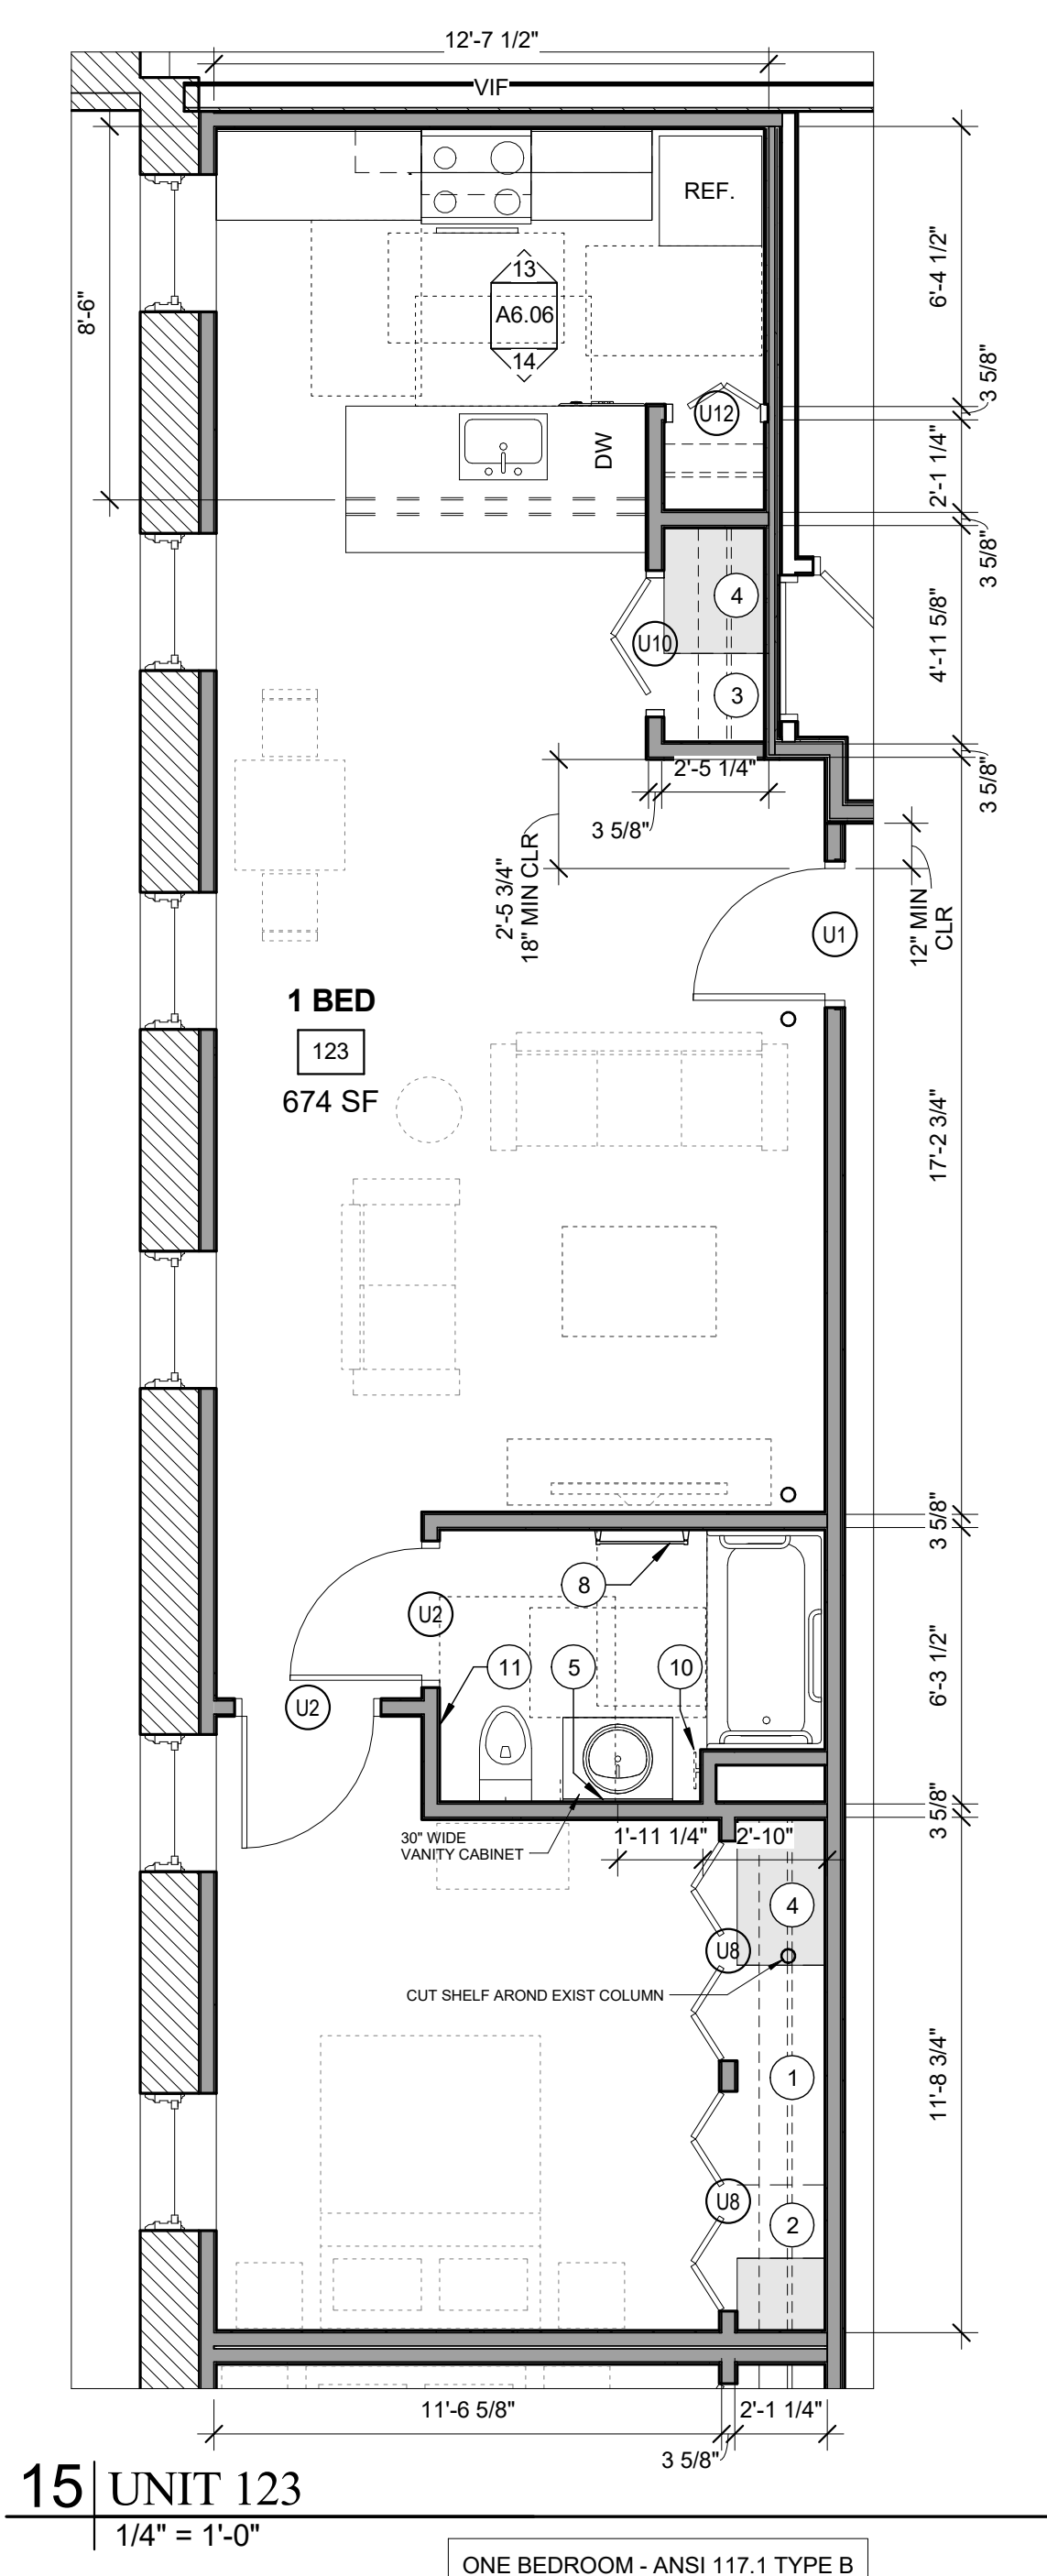 12'-7 1/2"
VIF
REF.
8'-6"
6'-4 1/2"
13
A6.06
14
3 5/8"
U12
DW
2'-1 1/4"
3 5/8"
4
U10
4'-11 5/8"
3
2'-5 1/4"
3 5/8"
3 5/8"
2'-5 3/4"
18" MIN CLR
12" MIN
CLR
U1
1 BED
123
674 SF
17'-2 3/4"
3 5/8"
8
U2
11
5
10
6'-3 1/2"
U2
3 5/8"
30" WIDE
VANITY CABINET
1'-11 1/4"
2'-10"
4
U8
CUT SHELF AROND EXIST COLUMN
1
11'-8 3/4"
U8
2
11'-6 5/8"
2'-1 1/4"
3 5/8"
15 UNIT 123
1/4" = 1'-0"
ONE BEDROOM - ANSI 117.1 TYPE B